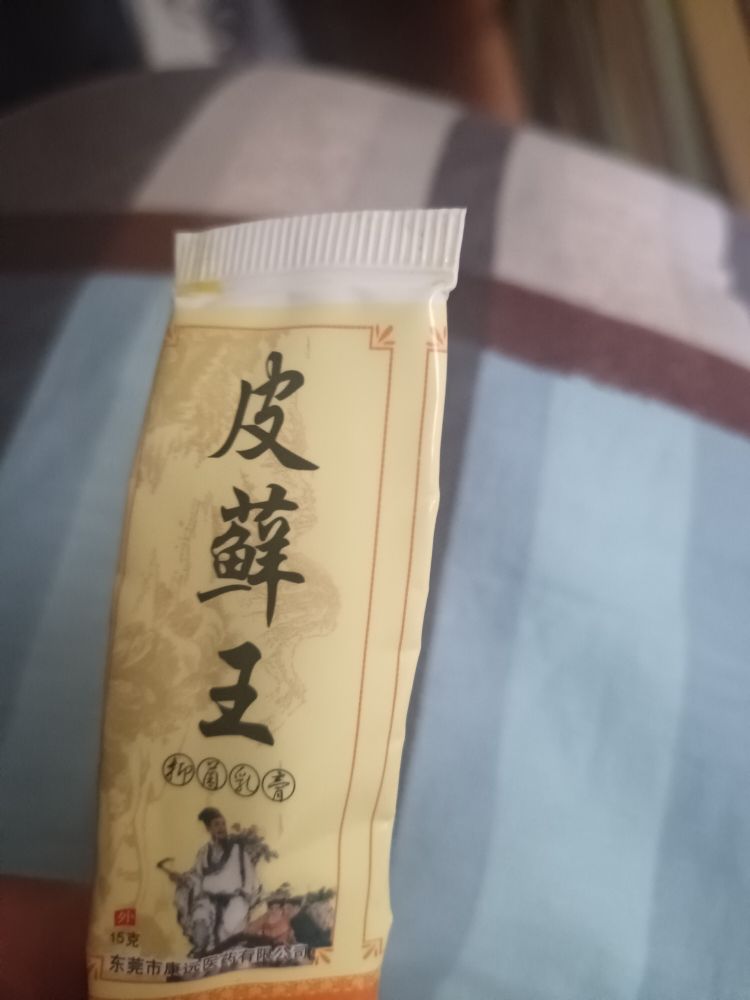 皮藓王
抑菌乳膏
外
15克
东莞市康远医药有限公司